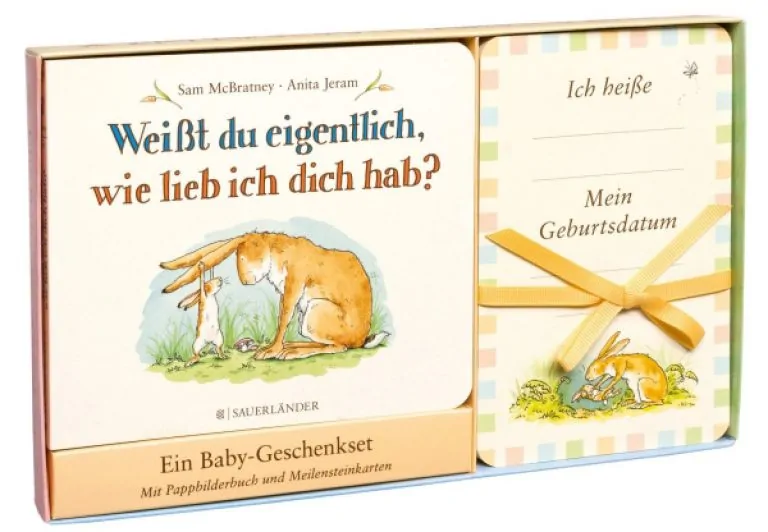 Sam McBratney · Anita Jeram
Weißt du eigentlich,
wie lieb ich dich hab?
SAUERLÄNDER
Ein Baby-Geschenkset
Mit Pappbilderbuch und Meilensteinkarten
Ich heiße
Mein
Geburtsdatum